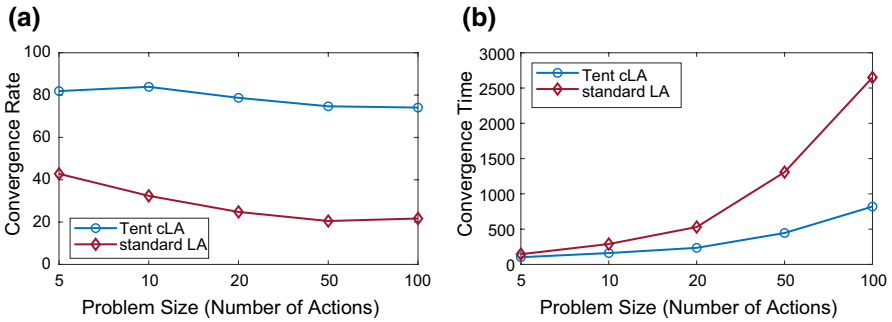 (a)
Convergence Rate
100
80
60
40
20
0
Tent cLA
standard LA
5 10 20 50 100
Problem Size (Number of Actions)
(b)
Convergence Time
3000
2500
2000
1500
1000
500
0
Tent cLA
standard LA
5 10 20 50 100
Problem Size (Number of Actions)